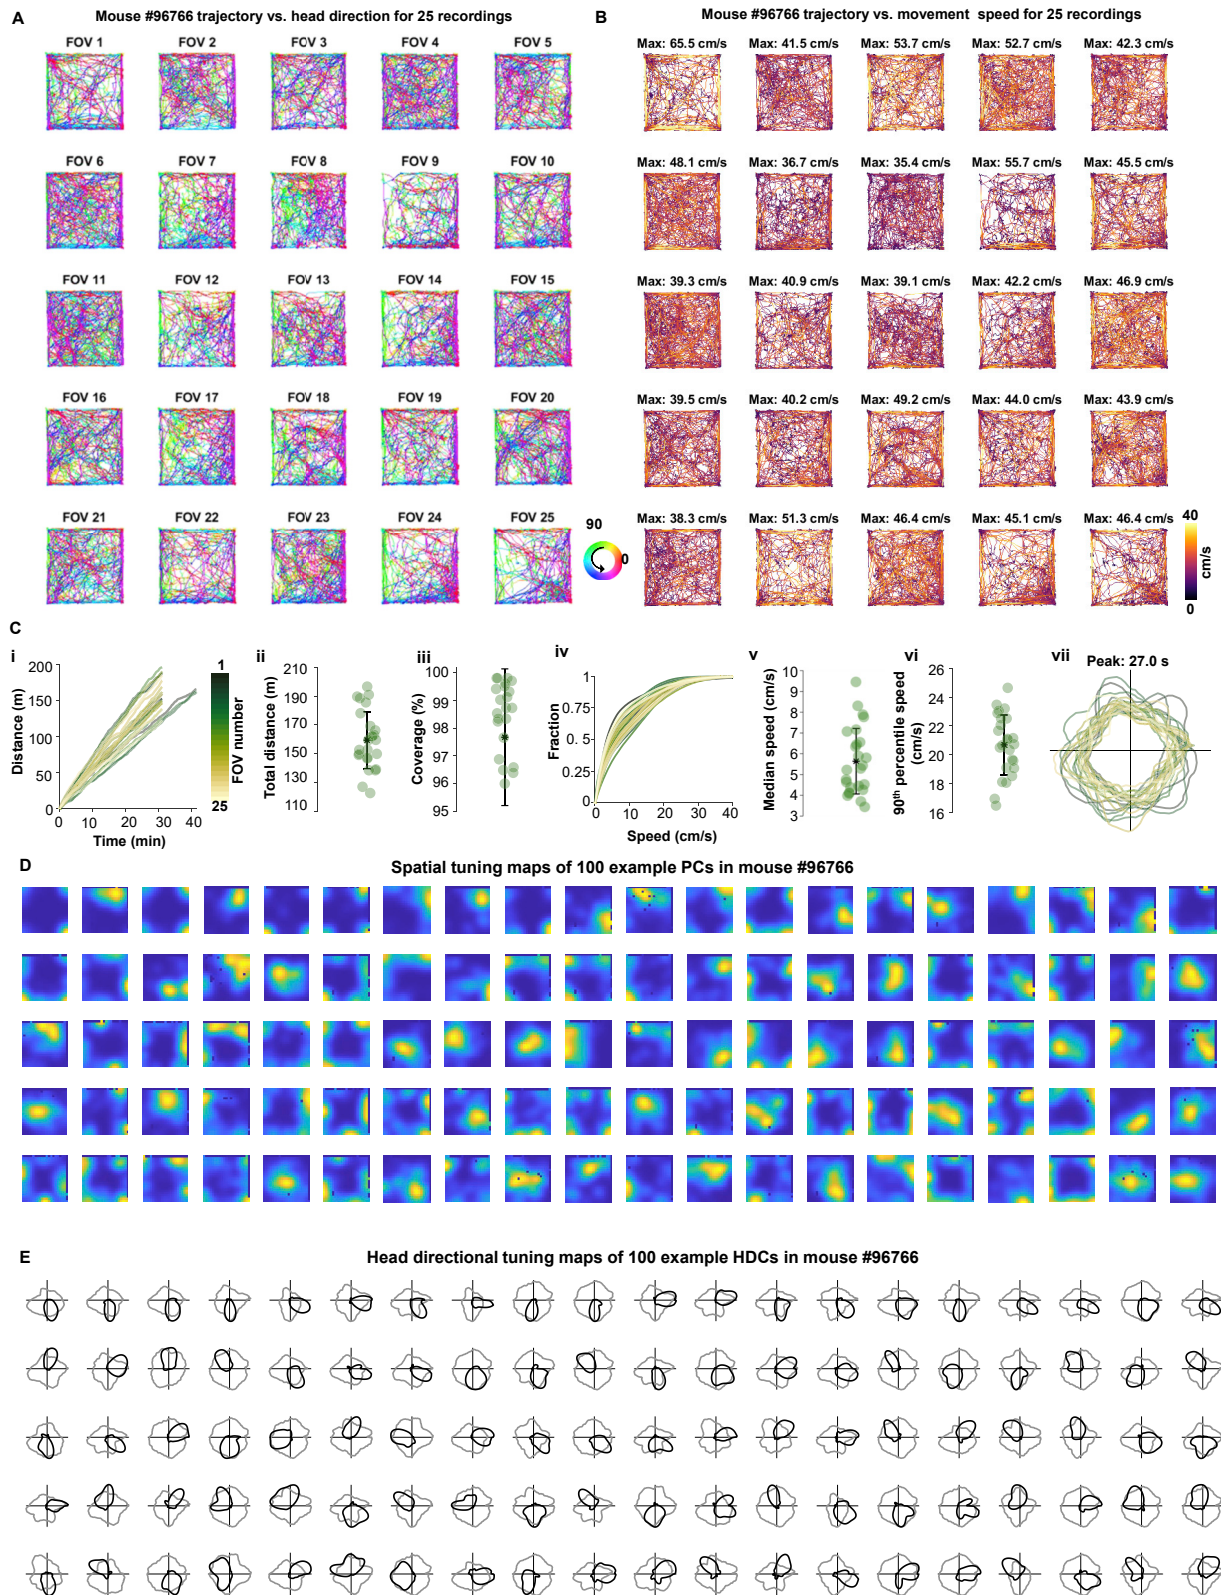 A
Mouse #96766 trajectory vs. head direction for 25 recordings
FOV 1 FOV 2 FOV 3 FOV 4 FOV 5
FOV 6 FOV 7 FOV 8 FOV 9 FOV 10
FOV 11 FOV 12 FOV 13 FOV 14 FOV 15
FOV 16 FOV 17 FOV 18 FOV 19 FOV 20
FOV 21 FOV 22 FOV 23 FOV 24 FOV 25
90
0
B
Mouse #96766 trajectory vs. movement speed for 25 recordings
Max: 65.5 cm/s Max: 41.5 cm/s Max: 53.7 cm/s Max: 52.7 cm/s Max: 42.3 cm/s
Max: 48.1 cm/s Max: 36.7 cm/s Max: 35.4 cm/s Max: 55.7 cm/s Max: 45.5 cm/s
Max: 39.3 cm/s Max: 40.9 cm/s Max: 39.1 cm/s Max: 42.2 cm/s Max: 46.9 cm/s
Max: 39.5 cm/s Max: 40.2 cm/s Max: 49.2 cm/s Max: 44.0 cm/s Max: 43.9 cm/s
Max: 38.3 cm/s Max: 51.3 cm/s Max: 46.4 cm/s Max: 45.1 cm/s Max: 46.4 cm/s
40
cm/s
0
C
i
Distance (m)
200
150
100
50
0
0 10 20 30 40
Time (min)
1
FOV number
25
ii
Total distance (m)
210
190
170
150
130
110
iii
Coverage (%)
100
99
98
97
96
95
iv
Fraction
1
0.75
0.5
0.25
0 20 40
Speed (cm/s)
v
Median speed (cm/s)
10
9
8
7
6
5
4
3
vi
90th percentile speed
(cm/s)
26
24
22
20
18
16
vii
Peak: 27.0 s
D
Spatial tuning maps of 100 example PCs in mouse #96766
E
Head directional tuning maps of 100 example HDCs in mouse #96766